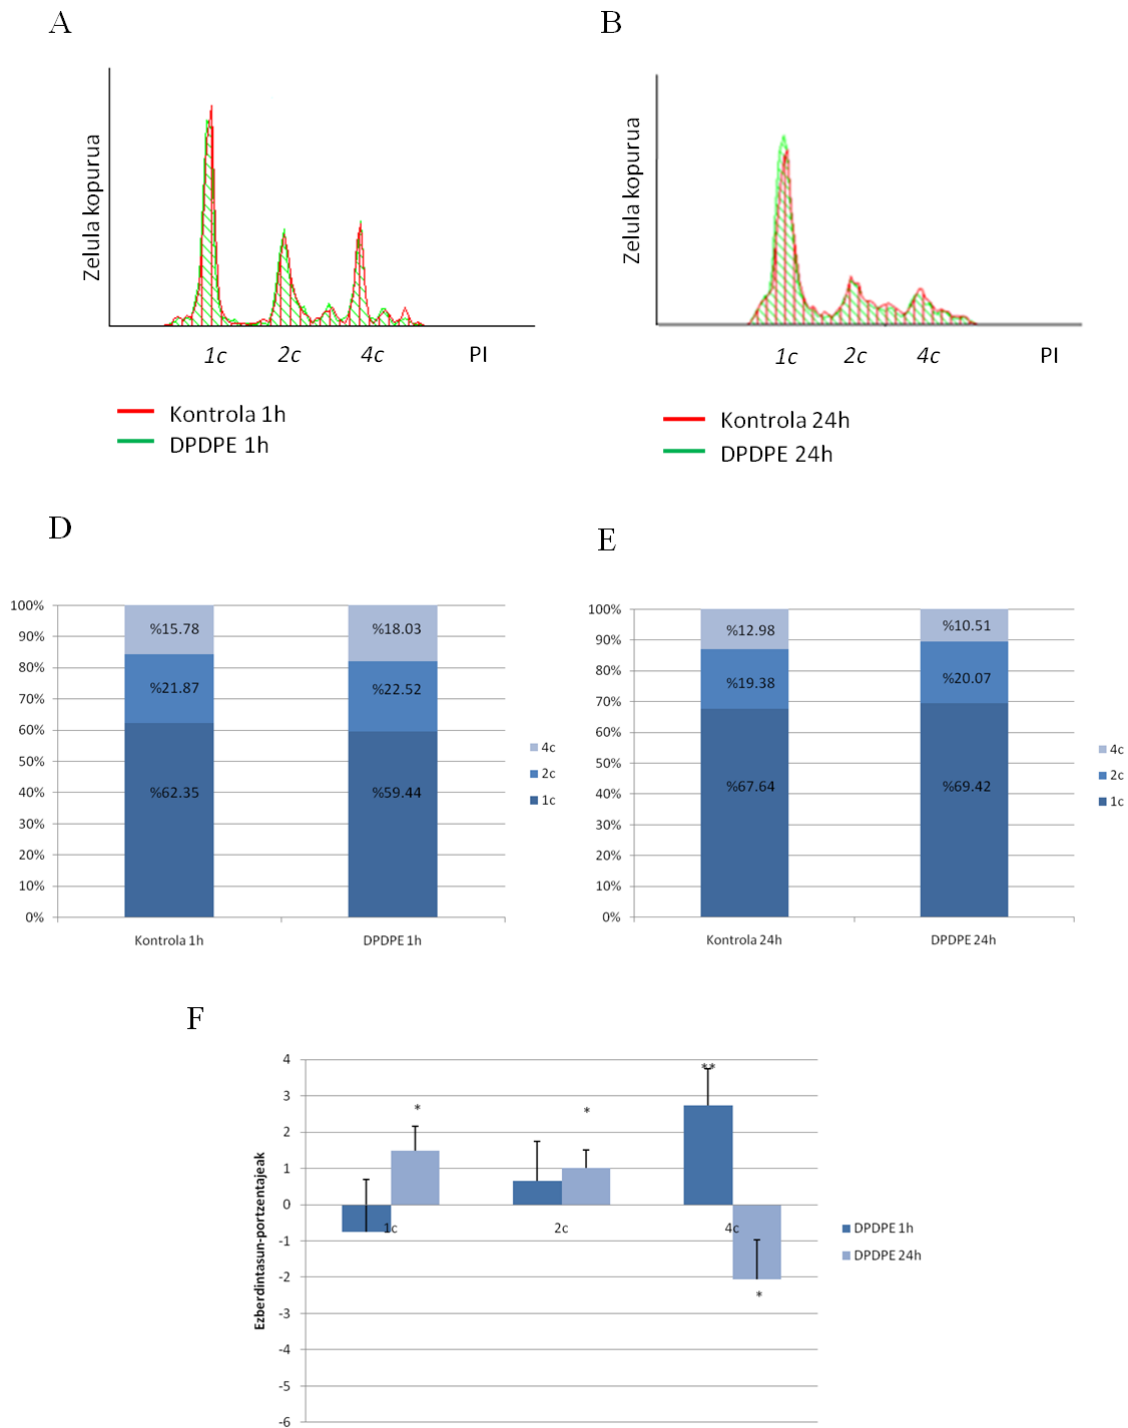 A
B
Zelula kopurua
1c 2c 4c PI
Kontrola 1h
DPDPE 1h
Zelula kopurua
1c 2c 4c PI
Kontrola 24h
DPDPE 24h
D
100%
90%
80%
70%
60%
50%
40%
30%
20%
10%
0%
%15.78
%21.87
%62.35
%18.03
%22.52
%59.44
Kontrola 1h
DPDPE 1h
4c
2c
1c
E
100%
90%
80%
70%
60%
50%
40%
30%
20%
10%
0%
%12.98
%19.38
%67.64
%10.51
%20.07
%69.42
Kontrola 24h
DPDPE 24h
4c
2c
1c
F
Ezberdintasun-portzentajeak
4
3
2
1
0
-1
-2
-3
-4
-5
-6
*
*
**
*
1c
2c
4c
DPDPE 1h
DPDPE 24h